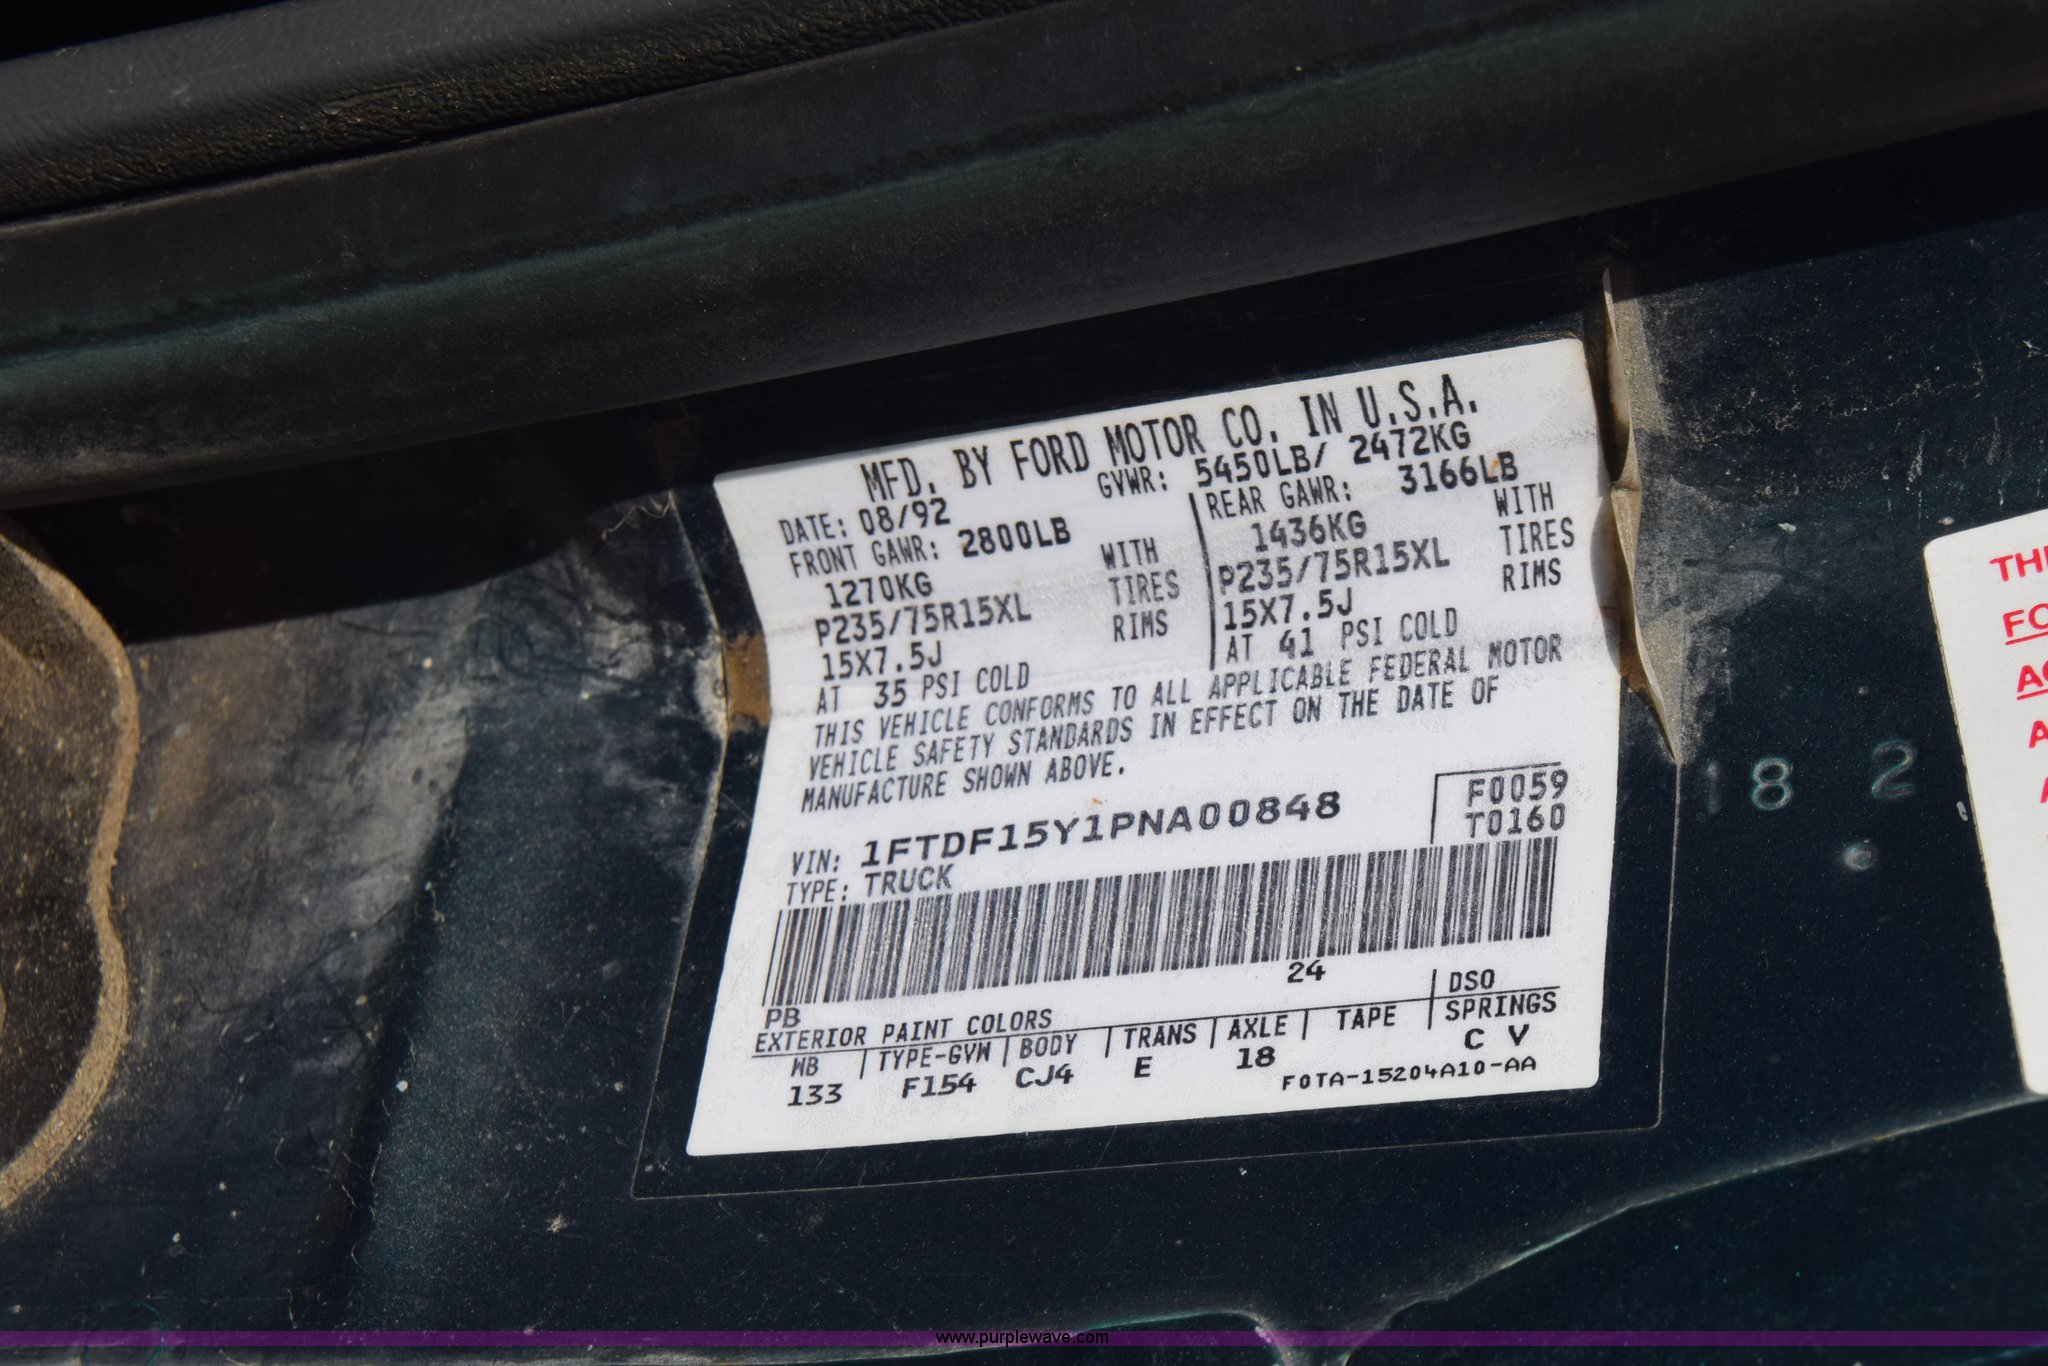 MFD. BY FORD MOTOR CO. IN U.S.A.
DATE: 08/92 GVWR: 5450LB/ 2472KG
FRONT GAWR: 2800LB REAR GAWR: 3166LB
1270KG WITH 1436KG WITH
P235/75R15XL TIRES P235/75R15XL TIRES
15X7.5J RIMS 15X7.5J RIMS
AT 35 PSI COLD AT 41 PSI COLD
THIS VEHICLE CONFORMS TO ALL APPLICABLE FEDERAL MOTOR
VEHICLE SAFETY STANDARDS IN EFFECT ON THE DATE OF
MANUFACTURE SHOWN ABOVE.
F0059
VIN: 1FTDF15Y1PNA00848 T0160
TYPE: TRUCK
24
PB DSO
EXTERIOR PAINT COLORS
WB TYPE-GVW BODY TRANS AXLE TAPE SPRINGS
133 F154 CJ4 E 18 C V
F0TA-15204A10-AA
18 2
www.purplewave.com